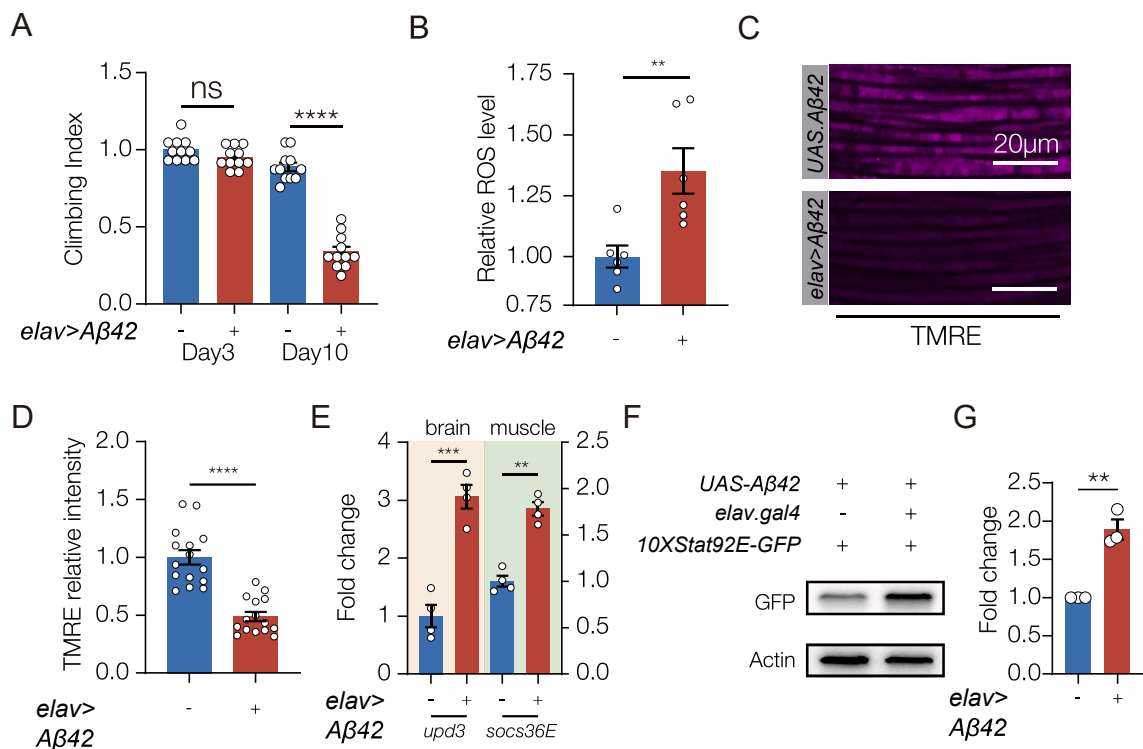 A
Climbing Index
1.5
1.0
0.5
0.0
ns
****
elav>Aβ42
- + - +
Day3 Day10
B
Relative ROS level
1.75
1.50
1.25
1.00
0.75
**
elav>Aβ42
- +
C
UAS.Aβ42
20μm
elav>Aβ42
TMRE
D
TMRE relative intensity
2.0
1.5
1.0
0.5
0.0
****
elav>
Aβ42
- +
E
brain muscle
Fold change
4
3
2
1
0
*** **
2.5
2.0
1.5
1.0
0.5
0.0
elav>
Aβ42
- + - +
upd3 socs36E
F
UAS-Aβ42 + +
elav.gal4 - +
10XStat92E-GFP + +
GFP
Actin
G
Fold change
2.5
2.0
1.5
1.0
0.5
0.0
**
elav>
Aβ42
- +